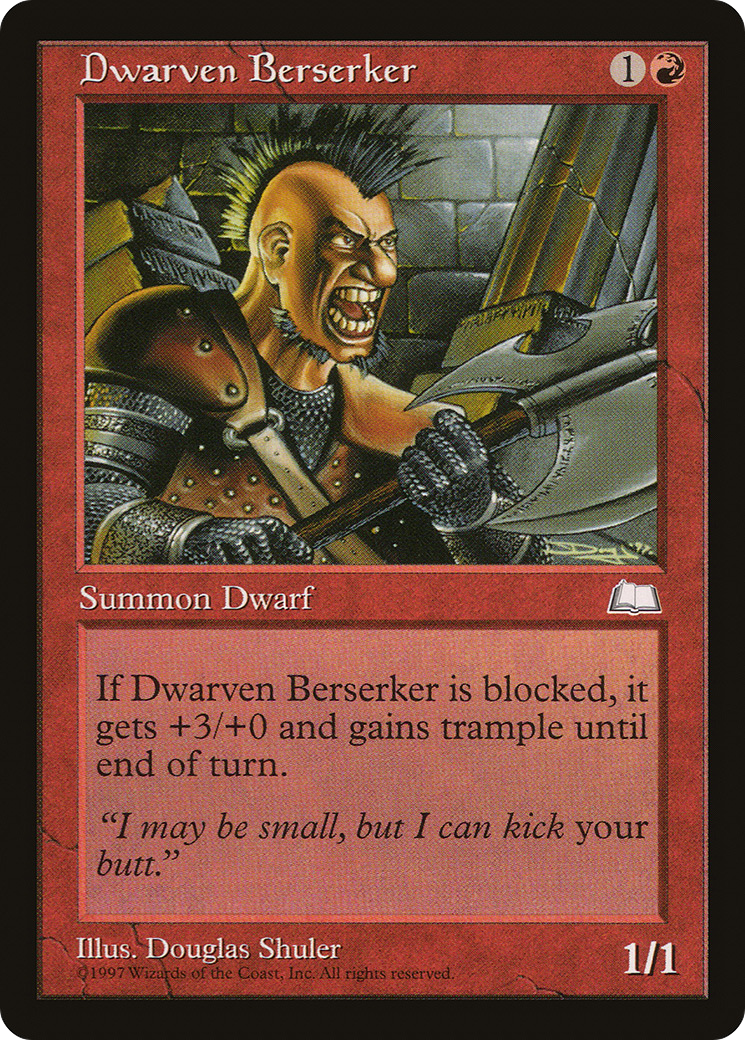 Dwarven Berserker
1
Summon Dwarf
If Dwarven Berserker is blocked, it
gets +3/+0 and gains trample until
end of turn.
“I may be small, but I can kick your
butt.”
Illus. Douglas Shuler
©1997 Wizards of the Coast, Inc. All rights reserved.
1/1